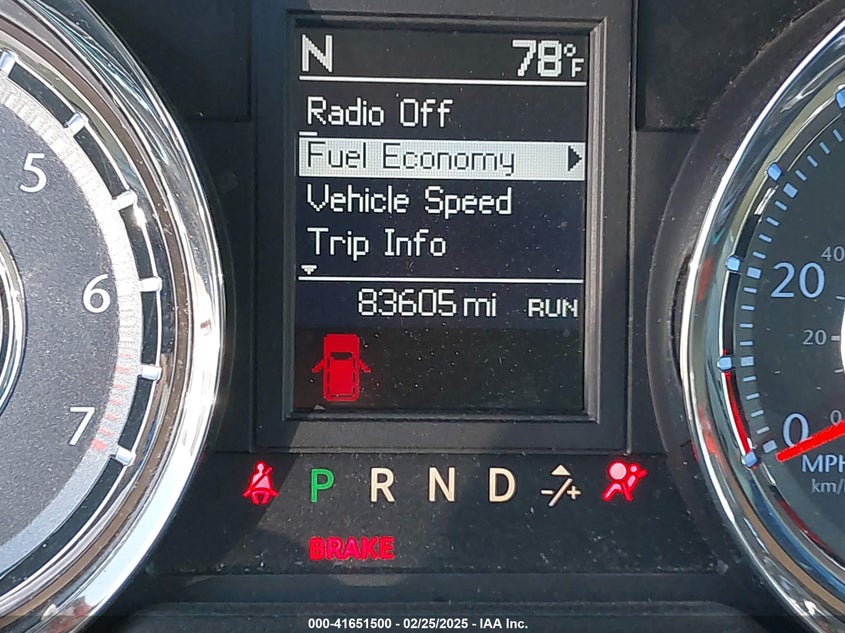 N 78°F
Radio Off
Fuel Economy
Vehicle Speed
Trip Info
83605 mi RUN
5
6
7
40
20
20
0
0
MPH
P R N D -/+
BRAKE
000-41651500 - 02/25/2025 - IAA Inc.